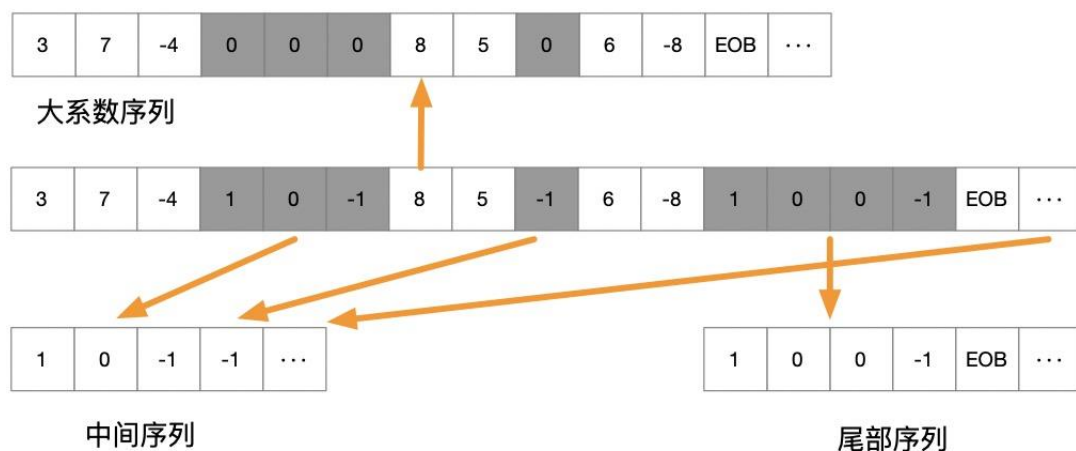 3 7 -4 0 0 0 8 5 0 6 -8 EOB ···
大系数序列
3 7 -4 1 0 -1 8 5 -1 6 -8 1 0 0 -1 EOB ···
1 0 -1 -1 ···
1 0 0 -1 EOB ···
中间序列
尾部序列